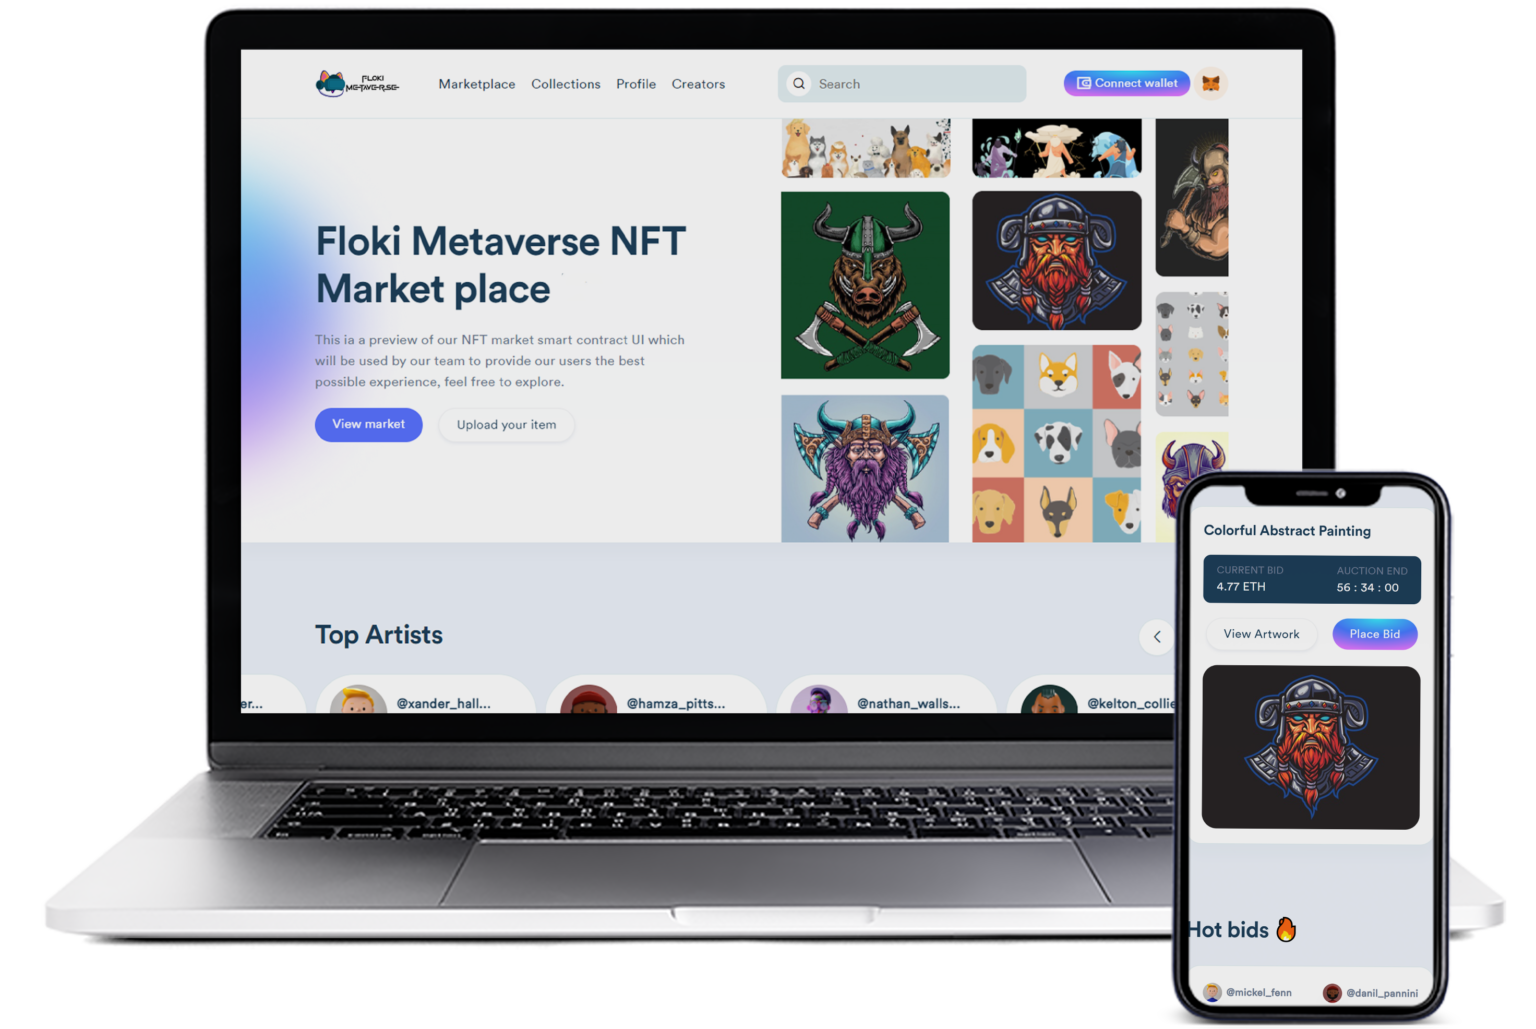 FLOKI
METAVERSE
Marketplace Collections Profile Creators
Search
Connect wallet
Floki Metaverse NFT
Market place
This ia a preview of our NFT market smart contract UI which
will be used by our team to provide our users the best
possible experience, feel free to explore.
View market
Upload your item
Top Artists
er...
@xander_hall...
@hamza_pitts...
@nathan_walls...
@kelton_collie
Colorful Abstract Painting
CURRENT BID
AUCTION END
4.77 ETH
56 : 34 : 00
View Artwork
Place Bid
Hot bids
@mickel_fenn
@danil_pannini